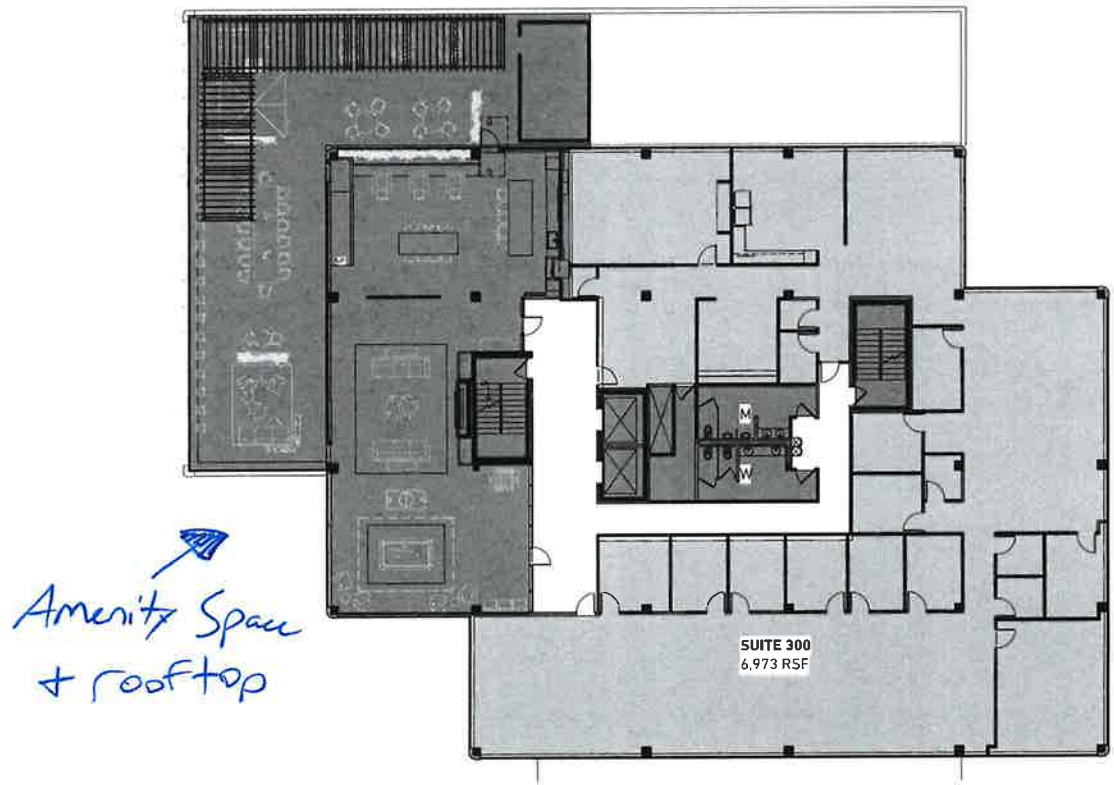 M
W
SUITE 300
6,973 RSF
Amenity Space
+ rooftop